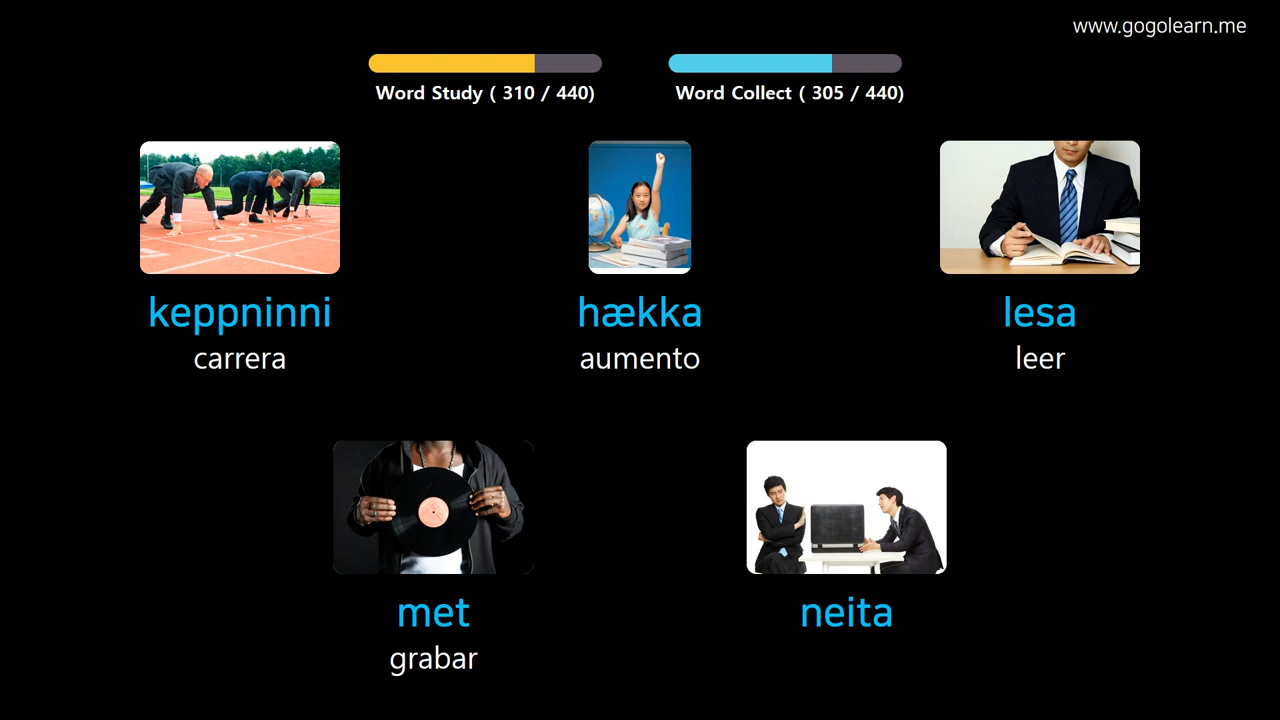 www.gogolearn.me
Word Study ( 310 / 440)
Word Collect ( 305 / 440)
keppninni
carrera
hækka
aumento
lesa
leer
met
grabar
neita